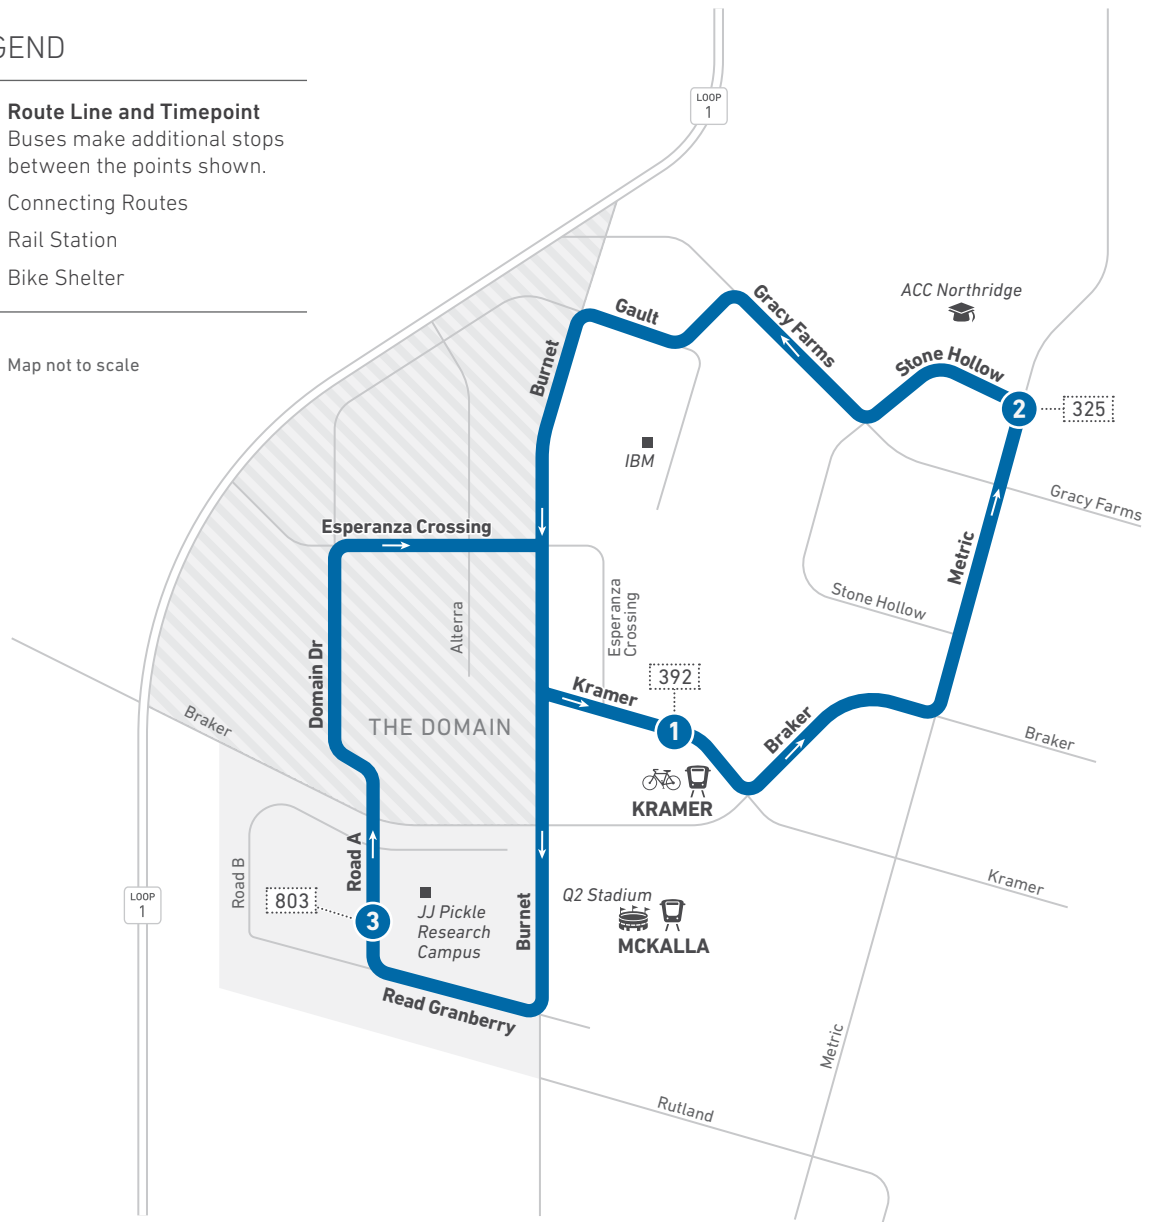 GEND
Route Line and Timepoint
Buses make additional stops
between the points shown.
Connecting Routes
Rail Station
Bike Shelter
Map not to scale
LOOP
1
ACC Northridge
Gracy Farms
Gault
Stone Hollow
Burnet
2
325
IBM
Gracy Farms
Esperanza Crossing
Metric
Alterra
Esperanza
Crossing
Stone Hollow
392
Kramer
Domain Dr
Braker
THE DOMAIN
1
Braker
Braker
KRAMER
Road A
Road B
LOOP
1
803
3
JJ Pickle
Research
Campus
Burnet
Q2 Stadium
MCKALLA
Kramer
Read Granberry
Metric
Rutland